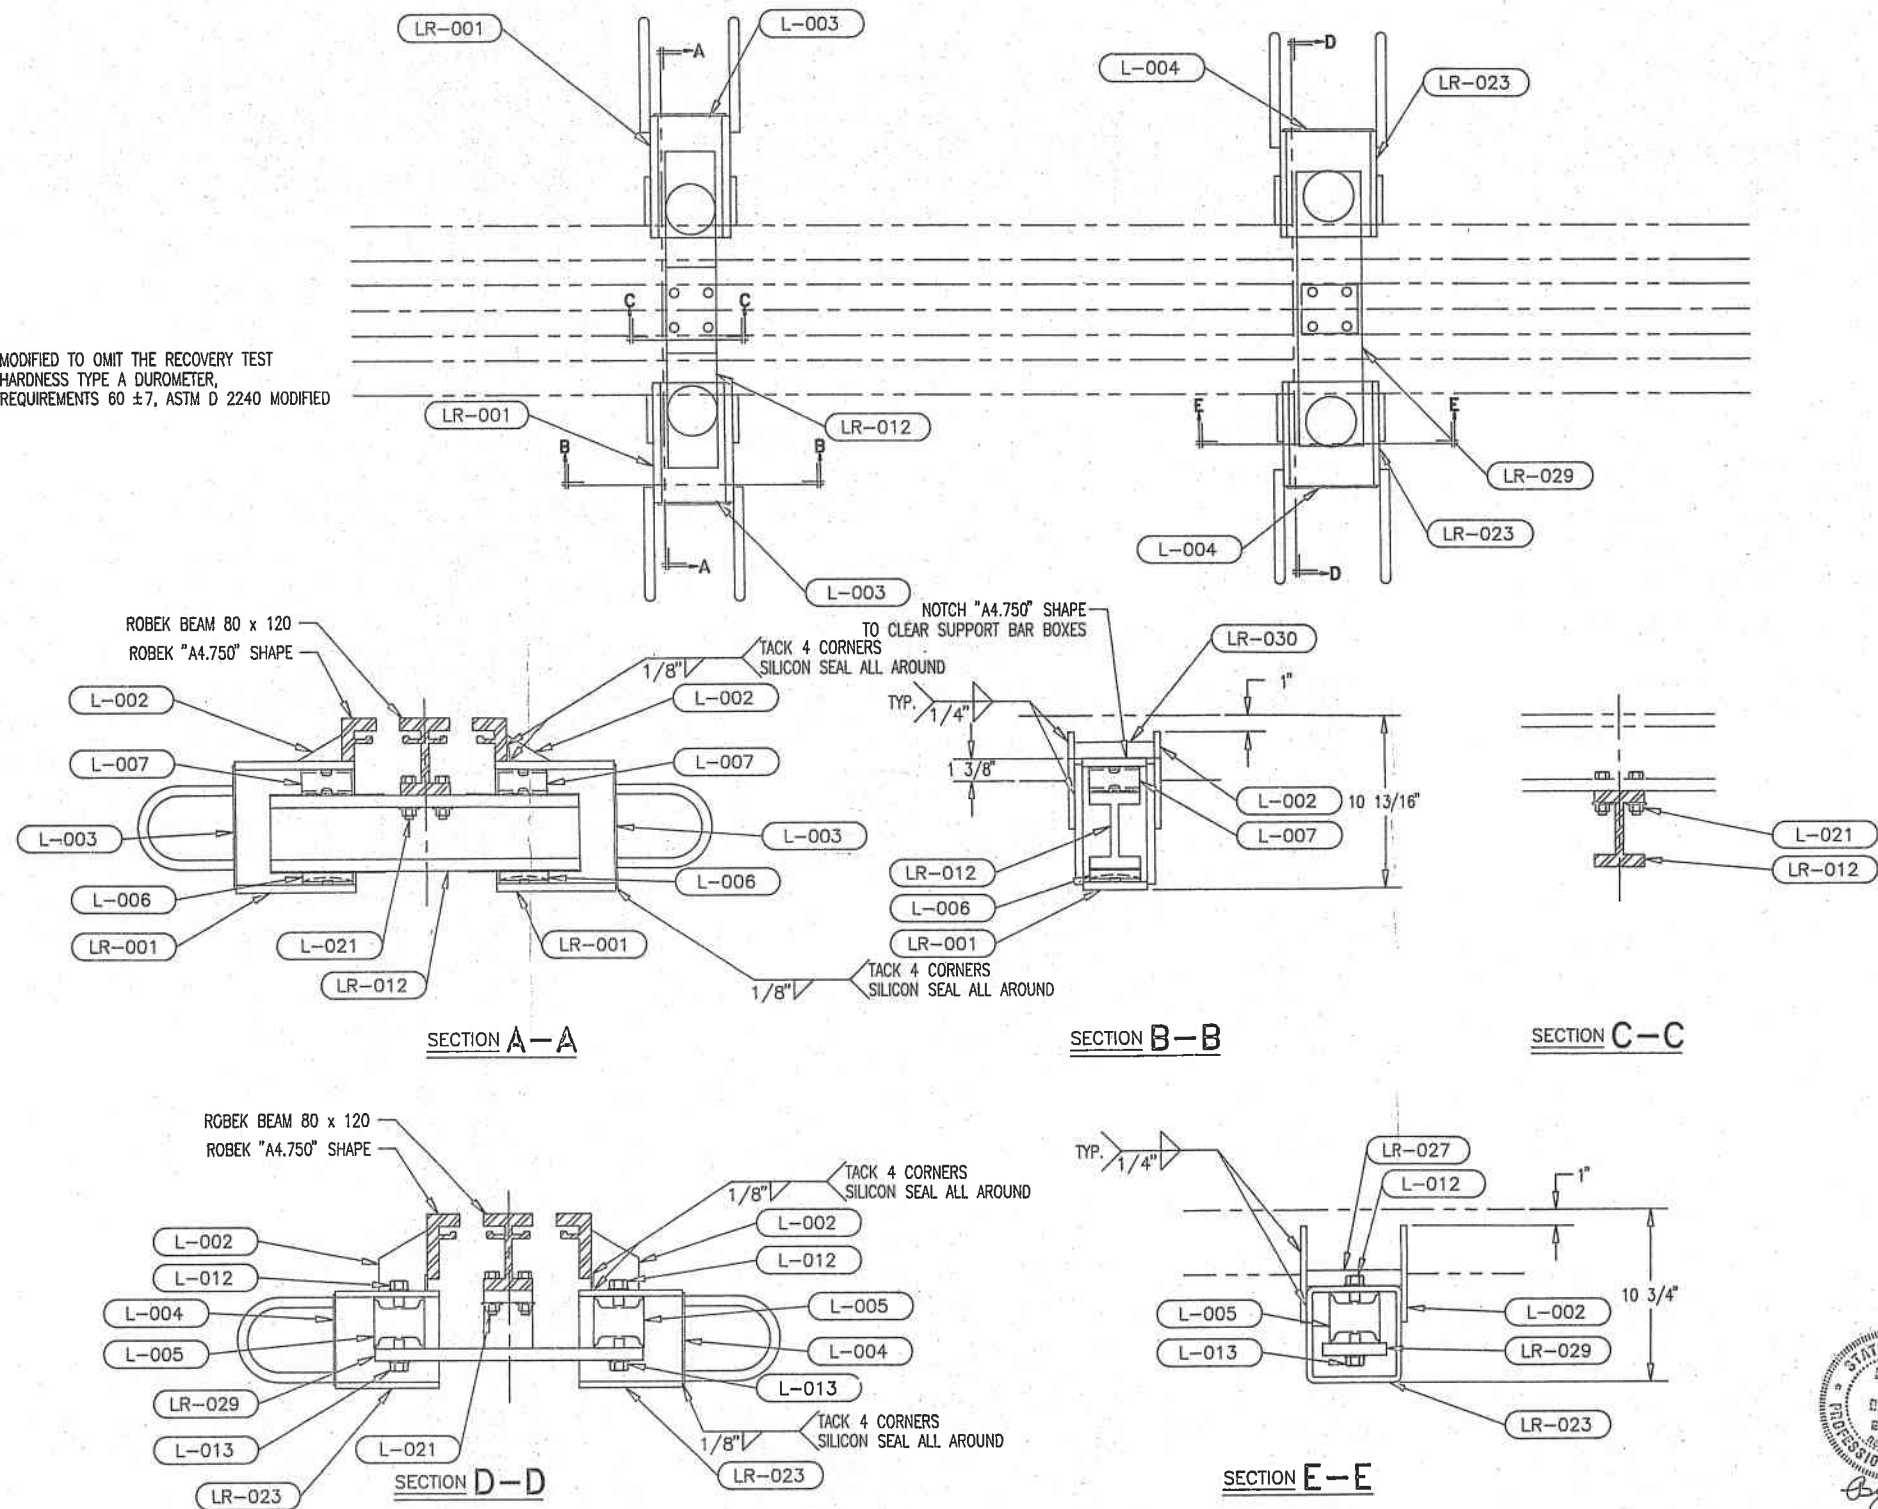 LR-001
L-003
A
D
L-004
LR-023
C
C
MODIFIED TO OMIT THE RECOVERY TEST
HARDNESS TYPE A DUROMETER,
REQUIREMENTS 60 ±7, ASTM D 2240 MODIFIED
LR-001
LR-012
B
B
E
E
LR-029
LR-023
L-004
A
D
L-003
ROBEK BEAM 80 x 120
ROBEK "A4.750" SHAPE
TACK 4 CORNERS
SILICON SEAL ALL AROUND
1/8"
L-002
L-002
L-007
L-007
L-003
L-003
L-006
L-006
LR-001
L-021
LR-001
LR-012
1/8"
TACK 4 CORNERS
SILICON SEAL ALL AROUND
SECTION A-A
NOTCH "A4.750" SHAPE
TO CLEAR SUPPORT BAR BOXES
LR-030
TYP.
1/4"
1"
1 3/8"
L-002
10 13/16"
L-007
LR-012
L-006
LR-001
SECTION B-B
L-021
LR-012
SECTION C-C
ROBEK BEAM 80 x 120
ROBEK "A4.750" SHAPE
TACK 4 CORNERS
SILICON SEAL ALL AROUND
1/8"
L-002
L-002
L-012
L-012
L-004
L-005
L-005
L-004
LR-029
L-013
L-013
L-021
TACK 4 CORNERS
SILICON SEAL ALL AROUND
1/8"
LR-023
LR-023
SECTION D-D
TYP.
1/4"
LR-027
L-012
1"
L-005
L-002
10 3/4"
L-013
LR-029
LR-023
SECTION E-E